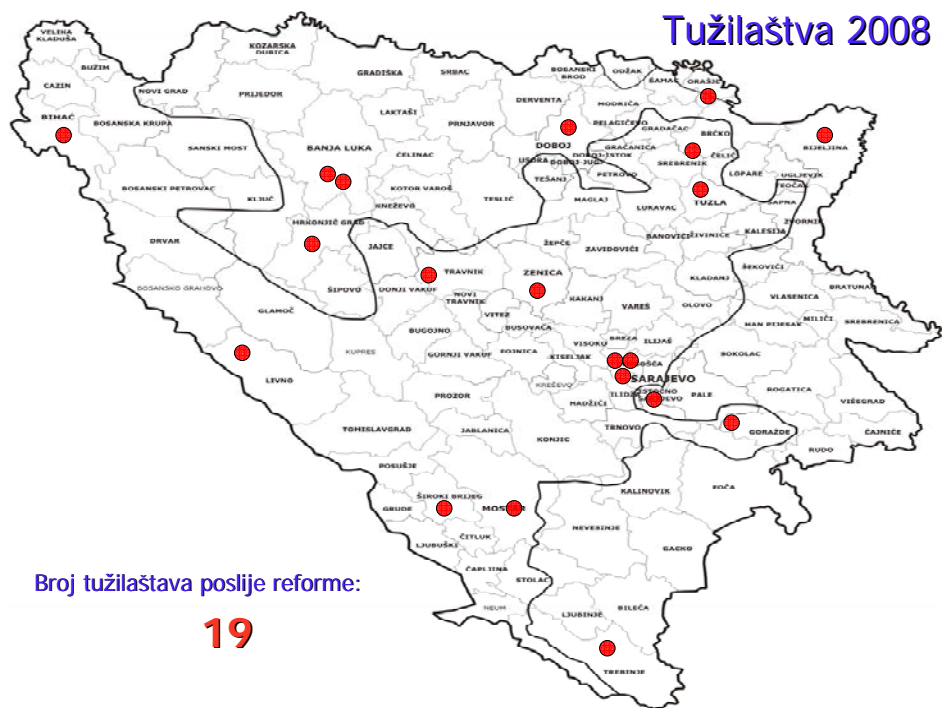 Tužilaštva 2008
VELIKA
KLADUŠA
BUZIM
CAZIN
BIHAĆ
BOSANSKA KRUPA
NOVI GRAD
KOZARSKA
DUBICA
PRIJEDOR
GRADIŠKA
SRBAC
LAKTAŠI
PRNJAVOR
DERVENTA
BOSANSKI
BROD
ODŽAK
ŠAMAC
ORAŠJE
MODRIČA
PELAGIĆEVO
GRADAČAC
BRČKO
BIJELJINA
SANSKI MOST
BANJA LUKA
ČELINAC
DOBOJ
GRAČANICA
DOBOJ-ISTOK
DOBOJ-JUG
USORA
SREBRENIK
ČELIĆ
LOPARE
UGLJEVIK
TEOČAK
PETROVO
TEŠANJ
BOSANSKI PETROVAC
KLJUČ
KOTOR VAROŠ
TESLIĆ
MAGLAJ
LUKAVAC
TUZLA
SAPNA
ZVORNIK
KNEŽEVO
MRKONJIĆ GRAD
DRVAR
JAJCE
ŽEPČE
ZAVIDOVIĆI
BANOVIĆI
ŽIVINICE
KALESIJA
BOSANSKO GRAHOVO
ŠIPOVO
DONJI VAKUF
TRAVNIK
NOVI
TRAVNIK
ZENICA
KAKANJ
VAREŠ
KLADANJ
OLOVO
ŠEKOVIĆI
VLASENICA
BRATUNAC
MILIĆI
SREBRENICA
HAN PIJESAK
GLAMOČ
KUPRES
BUGOJNO
VITEZ
BUSOVAČA
GORNJI VAKUF
FOJNICA
KISELJAK
VISOKO
BREZA
ILIJAŠ
SARAJEVO
SOKOLAC
ROGATICA
VIŠEGRAD
LIVNO
PROZOR
KREŠEVO
HADŽIĆI
ILIDŽA
PALE
TRNOVO
GORAŽDE
ČAJNIČE
RUDO
TOMISLAVGRAD
JABLANICA
KONJIC
POSUŠJE
ŠIROKI BRIJEG
GRUDE
MOSTAR
KALINOVIK
FOČA
NEVESINJE
GACKO
LJUBUŠKI
ČITLUK
ČAPLJINA
STOLAC
NEUM
LJUBINJE
BILEĆA
TREBINJE
Broj tužilaštava poslije reforme:
19